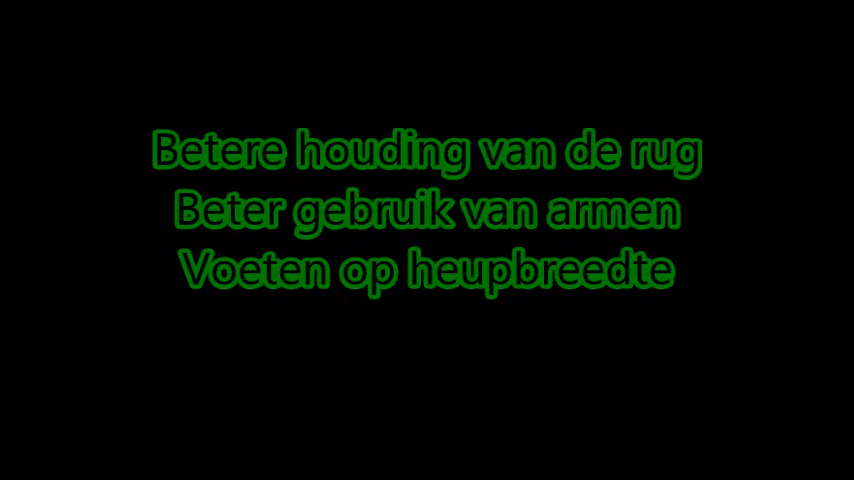 Betere houding van de rug
Beter gebruik van armen
Voeten op heupbreedte